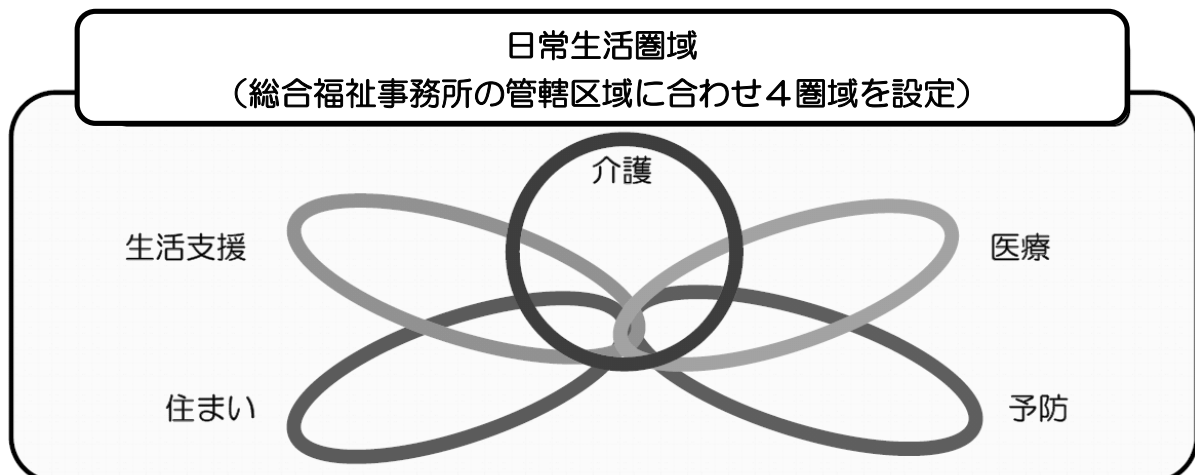 日常生活圏域
（総合福祉事務所の管轄区域に合わせ４圏域を設定）
介護
生活支援
医療
住まい
予防